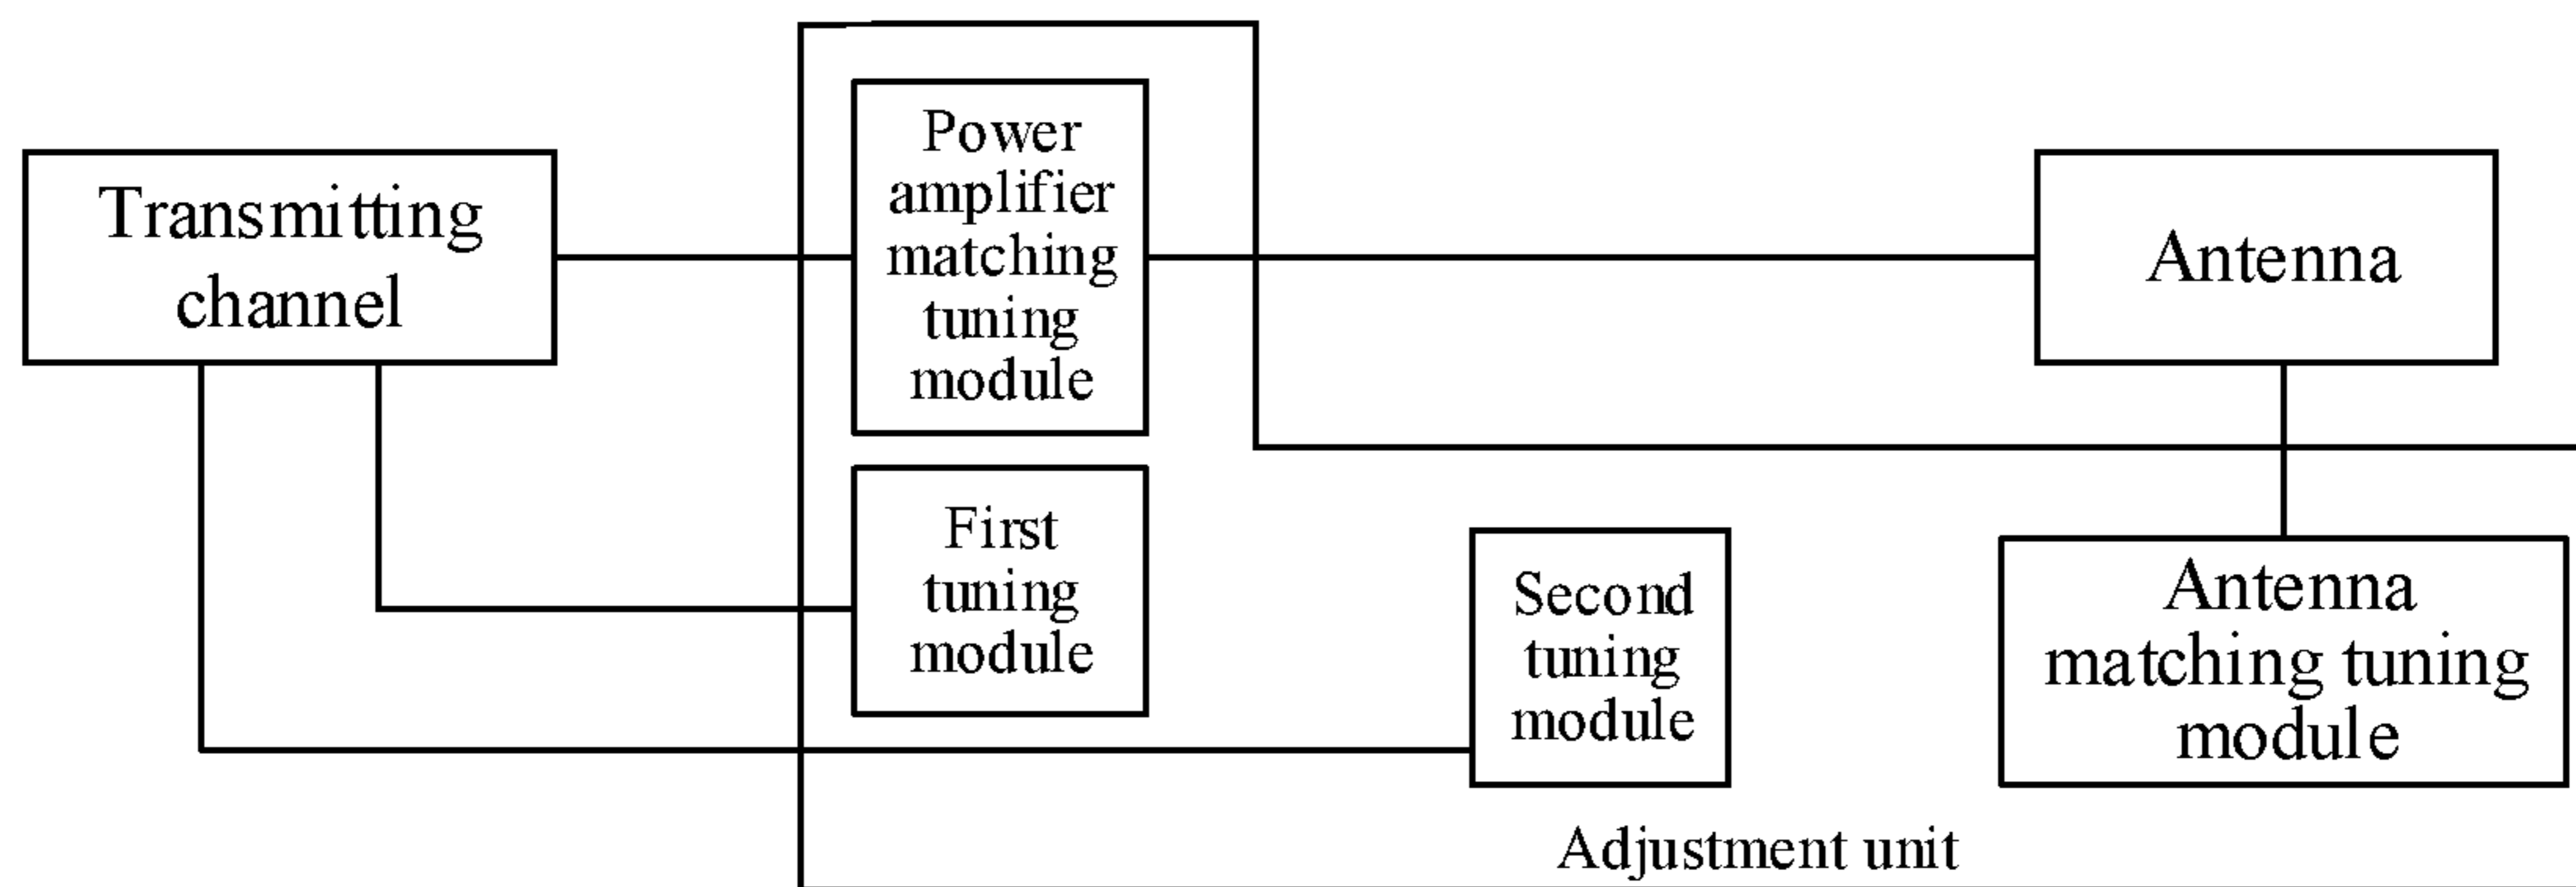 Transmitting
channel
Power
amplifier
matching
tuning
module
Antenna
First
tuning
module
Second
tuning
module
Antenna
matching tuning
module
Adjustment unit